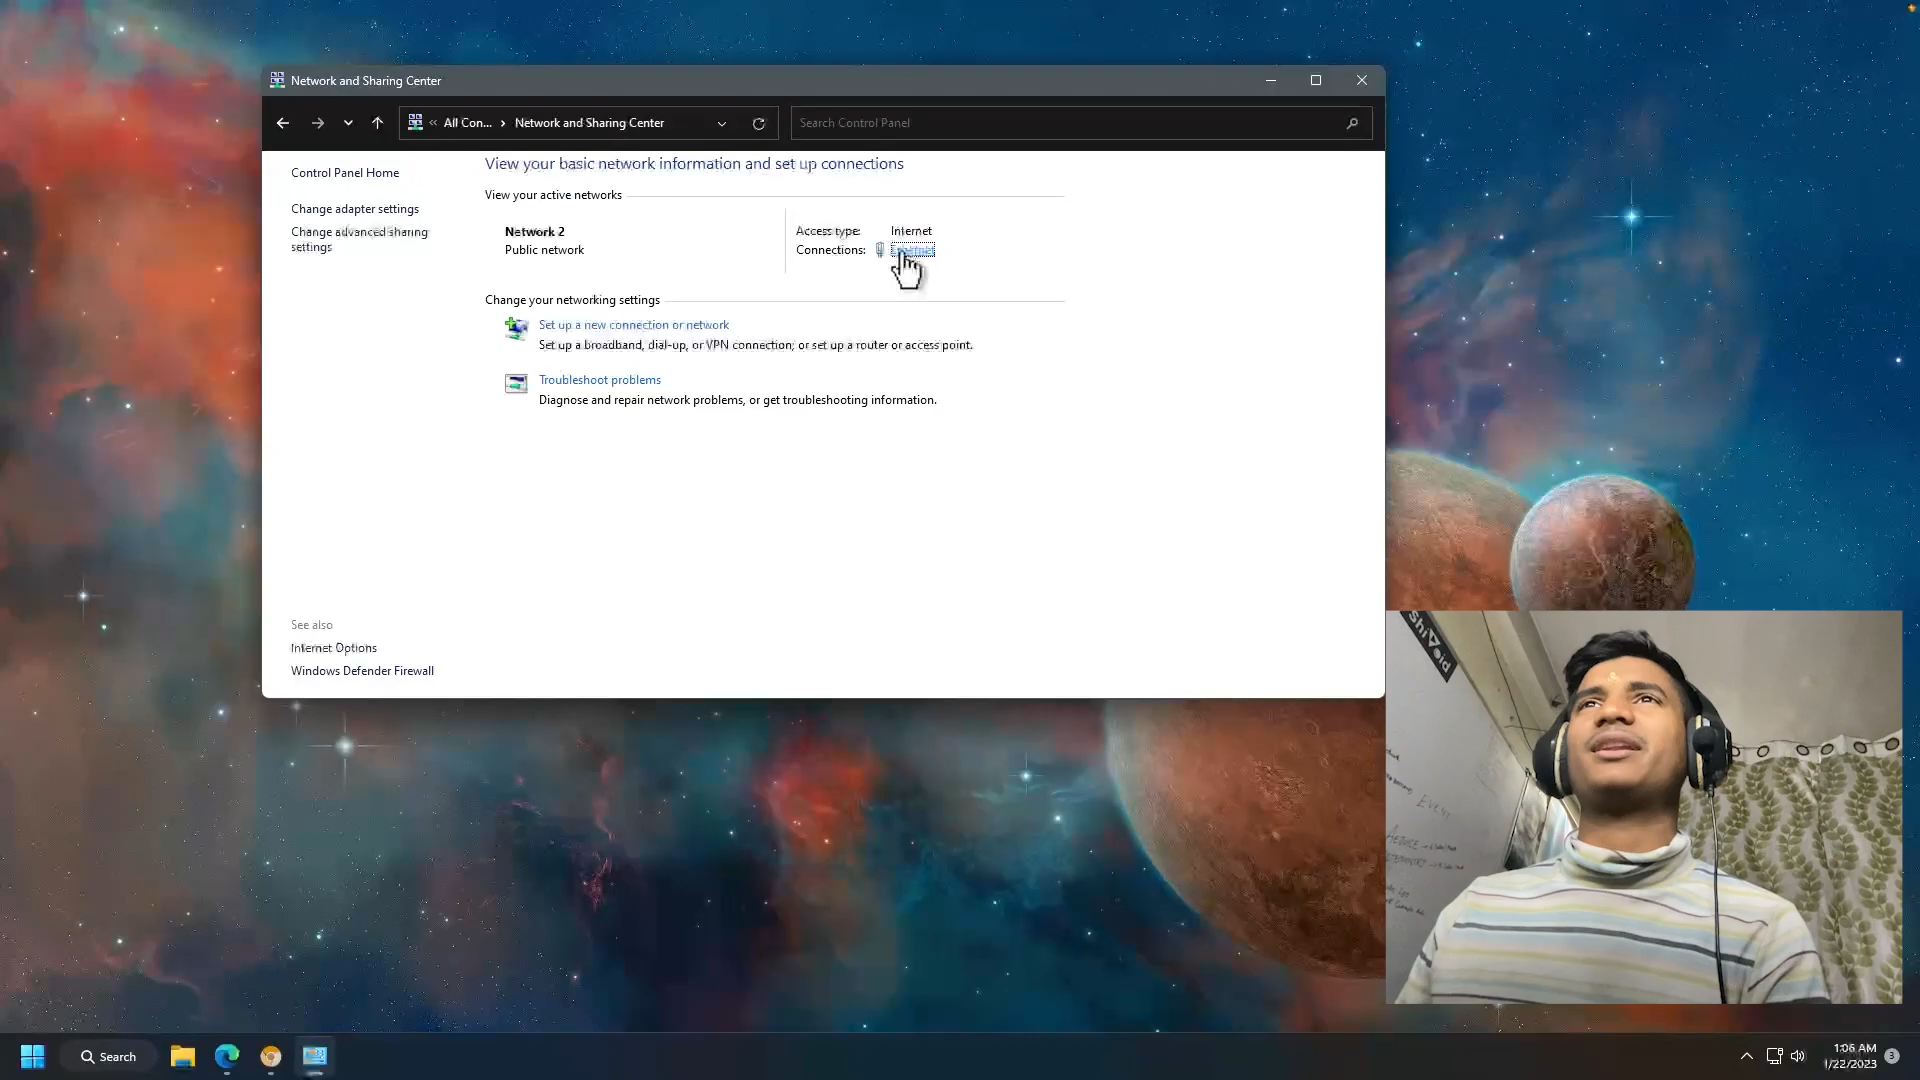 Network and Sharing Center
All Con... › Network and Sharing Center
Search Control Panel
Control Panel Home
Change adapter settings
Change advanced sharing
settings
View your basic network information and set up connections
View your active networks
Network 2
Public network
Access type:
Internet
Connections:
Change your networking settings
Set up a new connection or network
Set up a broadband, dial-up, or VPN connection; or set up a router or access point.
Troubleshoot problems
Diagnose and repair network problems, or get troubleshooting information.
See also
Internet Options
Windows Defender Firewall
ShiVoid
Search
1:06 AM
1/22/2023
3